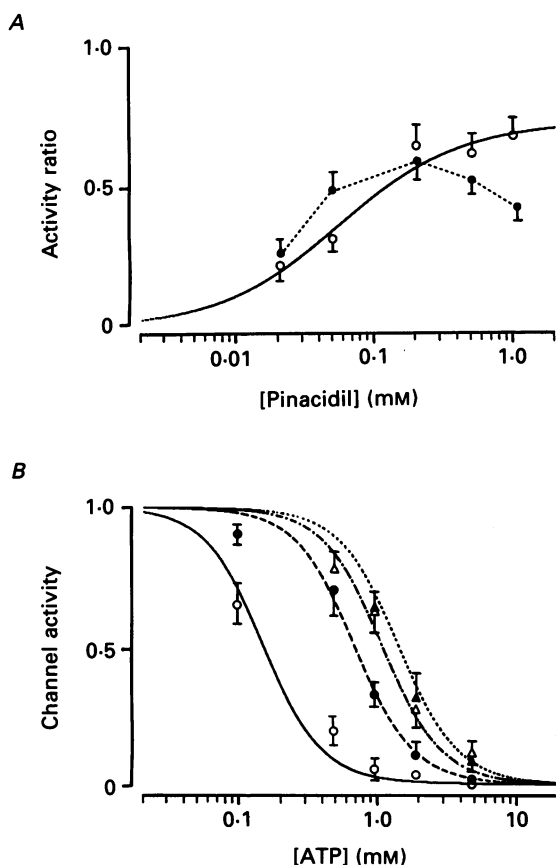 A
1·0
0·5
0
Activity ratio
0·01 0·1 1·0
[Pinacidil] (mM)
B
1·0
0·5
0
Channel activity
0·1 1·0 10
[ATP] (mM)